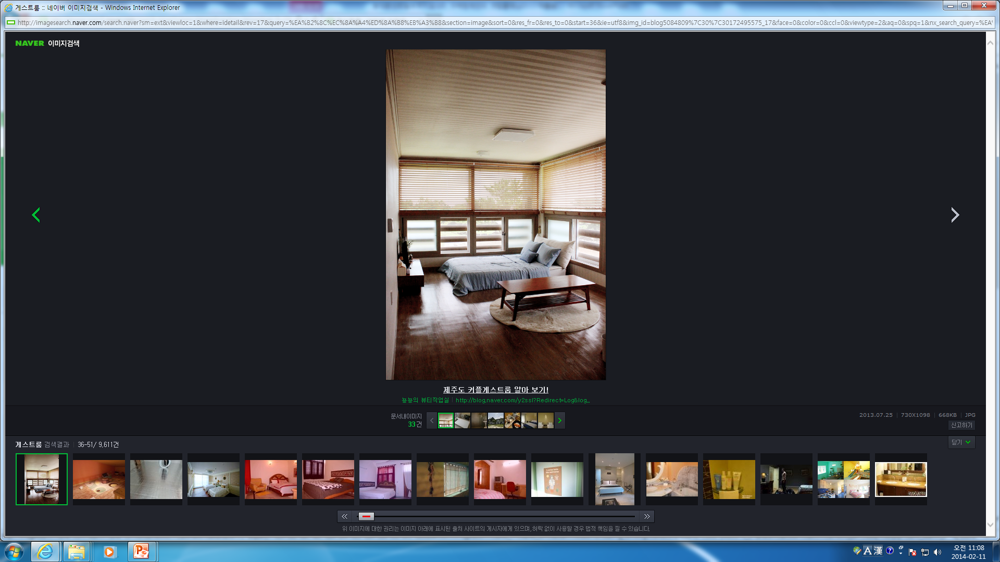 게스트룸 :: 네이버 이미지검색 - Windows Internet Explorer
http://imagesearch.naver.com/search.naver?sm=ext&viewloc=1&where=idetail&rev=17&query=%EA%B2%8C%EC%8A%A4%ED%8A%B8%EB%A3%B8&section=image&sort=0&res_fr=0&res_to=0&start=36&ie=utf8&img_id=blog5084809%7C30%7C30172495575_17&face=0&color=0&ccl=0&viewtype=2&aq=0&spq=1&nx_search_query=%EA%
NAVER 이미지검색
제주도 커플게스트룸 알아 보기!
뇽뇽의 뷰티작업실 | http://blog.naver.com/y2ssl?Redirect=Log&log...
문서내이미지
33건
2013.07.25 | 730X1098 | 668KB | JPG
신고하기
게스트룸 검색결과 | 36-51/ 9,611건
닫기
위 이미지에 대한 권리는 이미지 아래에 표시된 출처 사이트의 게시자에게 있으며, 허락 없이 사용할 경우 법적 책임을 질 수 있습니다.
A 漢
오전 11:08
2014-02-11